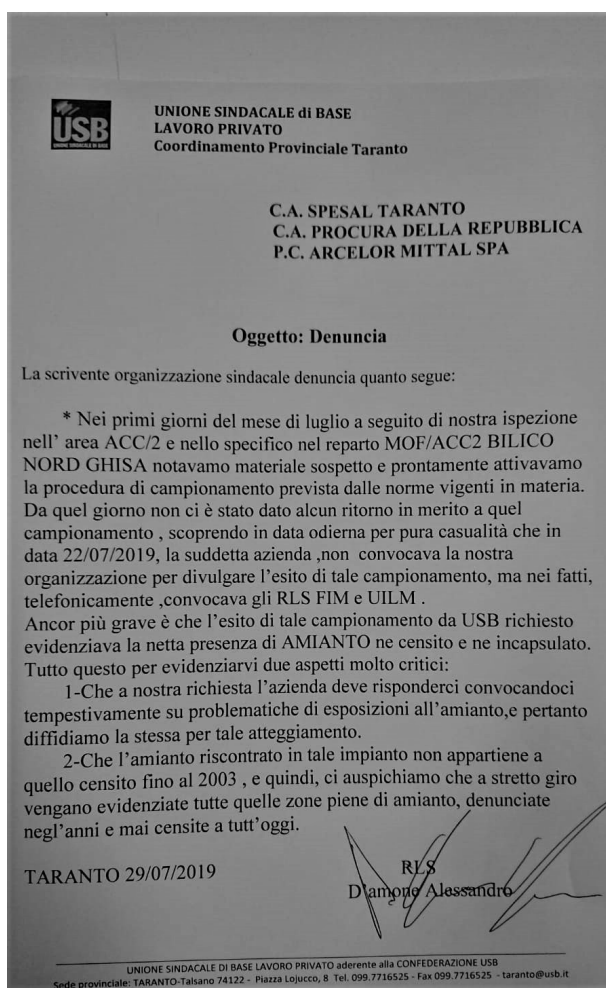 USB
UNIONE SINDACALE DI BASE
UNIONE SINDACALE di BASE
LAVORO PRIVATO
Coordinamento Provinciale Taranto
C.A. SPESAL TARANTO
C.A. PROCURA DELLA REPUBBLICA
P.C. ARCELOR MITTAL SPA
Oggetto: Denuncia
La scrivente organizzazione sindacale denuncia quanto segue:
* Nei primi giorni del mese di luglio a seguito di nostra ispezione
nell' area ACC/2 e nello specifico nel reparto MOF/ACC2 BILICO
NORD GHISA notavamo materiale sospetto e prontamente attivavamo
la procedura di campionamento prevista dalle norme vigenti in materia.
Da quel giorno non ci è stato dato alcun ritorno in merito a quel
campionamento , scoprendo in data odierna per pura casualità che in
data 22/07/2019, la suddetta azienda ,non convocava la nostra
organizzazione per divulgare l'esito di tale campionamento, ma nei fatti,
telefonicamente ,convocava gli RLS FIM e UILM .
Ancor più grave è che l'esito di tale campionamento da USB richiesto
evidenziava la netta presenza di AMIANTO ne censito e ne incapsulato.
Tutto questo per evidenziarvi due aspetti molto critici:
1-Che a nostra richiesta l'azienda deve risponderci convocandoci
tempestivamente su problematiche di esposizioni all'amianto,e pertanto
diffidiamo la stessa per tale atteggiamento.
2-Che l'amianto riscontrato in tale impianto non appartiene a
quello censito fino al 2003 , e quindi, ci auspichiamo che a stretto giro
vengano evidenziate tutte quelle zone piene di amianto, denunciate
negl'anni e mai censite a tutt'oggi.
TARANTO 29/07/2019
RLS
D'amone Alessandro
UNIONE SINDACALE DI BASE LAVORO PRIVATO aderente alla CONFEDERAZIONE USB
Sede provinciale: TARANTO-Talsano 74122 - Piazza Lojucco, 8 Tel. 099.7716525 - Fax 099.7716525 - taranto@usb.it